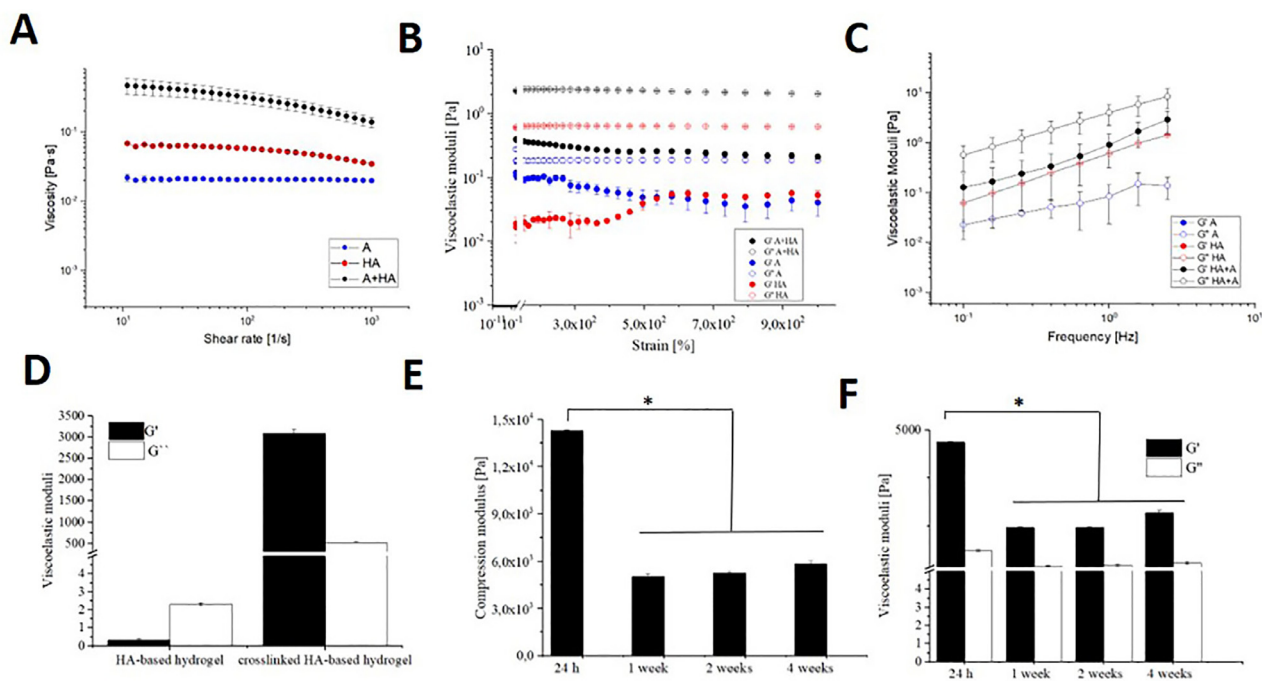 A
Viscosity [Pa·s]
10⁻¹
10⁻²
10⁻³
10¹
10²
10³
Shear rate [1/s]
A
HA
A+HA
B
Viscoelastic moduli [Pa]
10¹
10⁰
10⁻¹
10⁻²
10⁻³
3,0x10²
5,0x10²
7,0x10²
9,0x10²
Strain [%]
G' A+HA
G'' A+HA
G' A
G'' A
G' HA
G'' HA
C
Viscoelastic Moduli [Pa]
10¹
10⁰
10⁻¹
10⁻²
10⁻³
10⁻¹
10⁰
10¹
Frequency [Hz]
G' A
G'' A
G' HA
G'' HA
G' HA+A
G'' HA+A
D
Viscoelastic moduli
3500
3000
2500
2000
1500
1000
500
5
4
3
2
1
0
G'
G``
HA-based hydrogel
crosslinked HA-based hydrogel
E
Compression modulus [Pa]
1,5x10⁴
1,2x10⁴
9,0x10³
6,0x10³
3,0x10³
0,0
*
24 h
1 week
2 weeks
4 weeks
F
Viscoelastic moduli [Pa]
5000
4
3
2
1
0
*
G'
G''
24 h
1 week
2 weeks
4 weeks